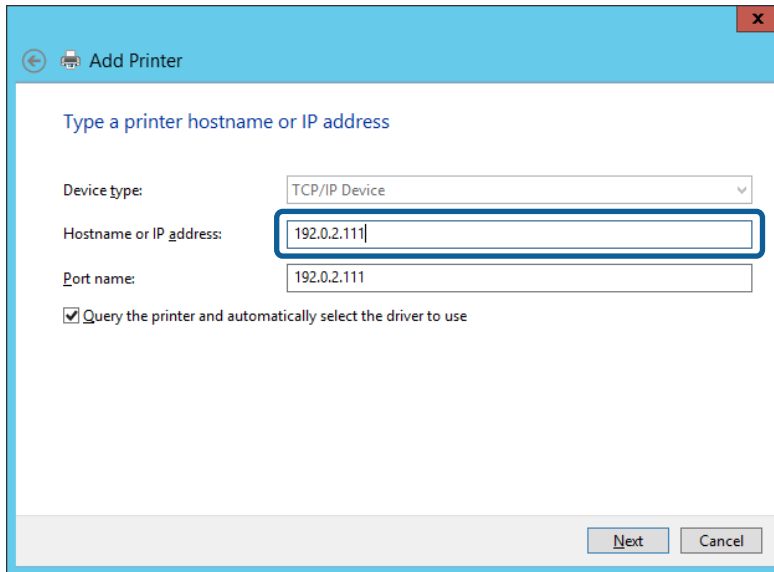 x
Add Printer
Type a printer hostname or IP address
Device type: TCP/IP Device
Hostname or IP address: 192.0.2.111
Port name: 192.0.2.111
Query the printer and automatically select the driver to use
Next Cancel